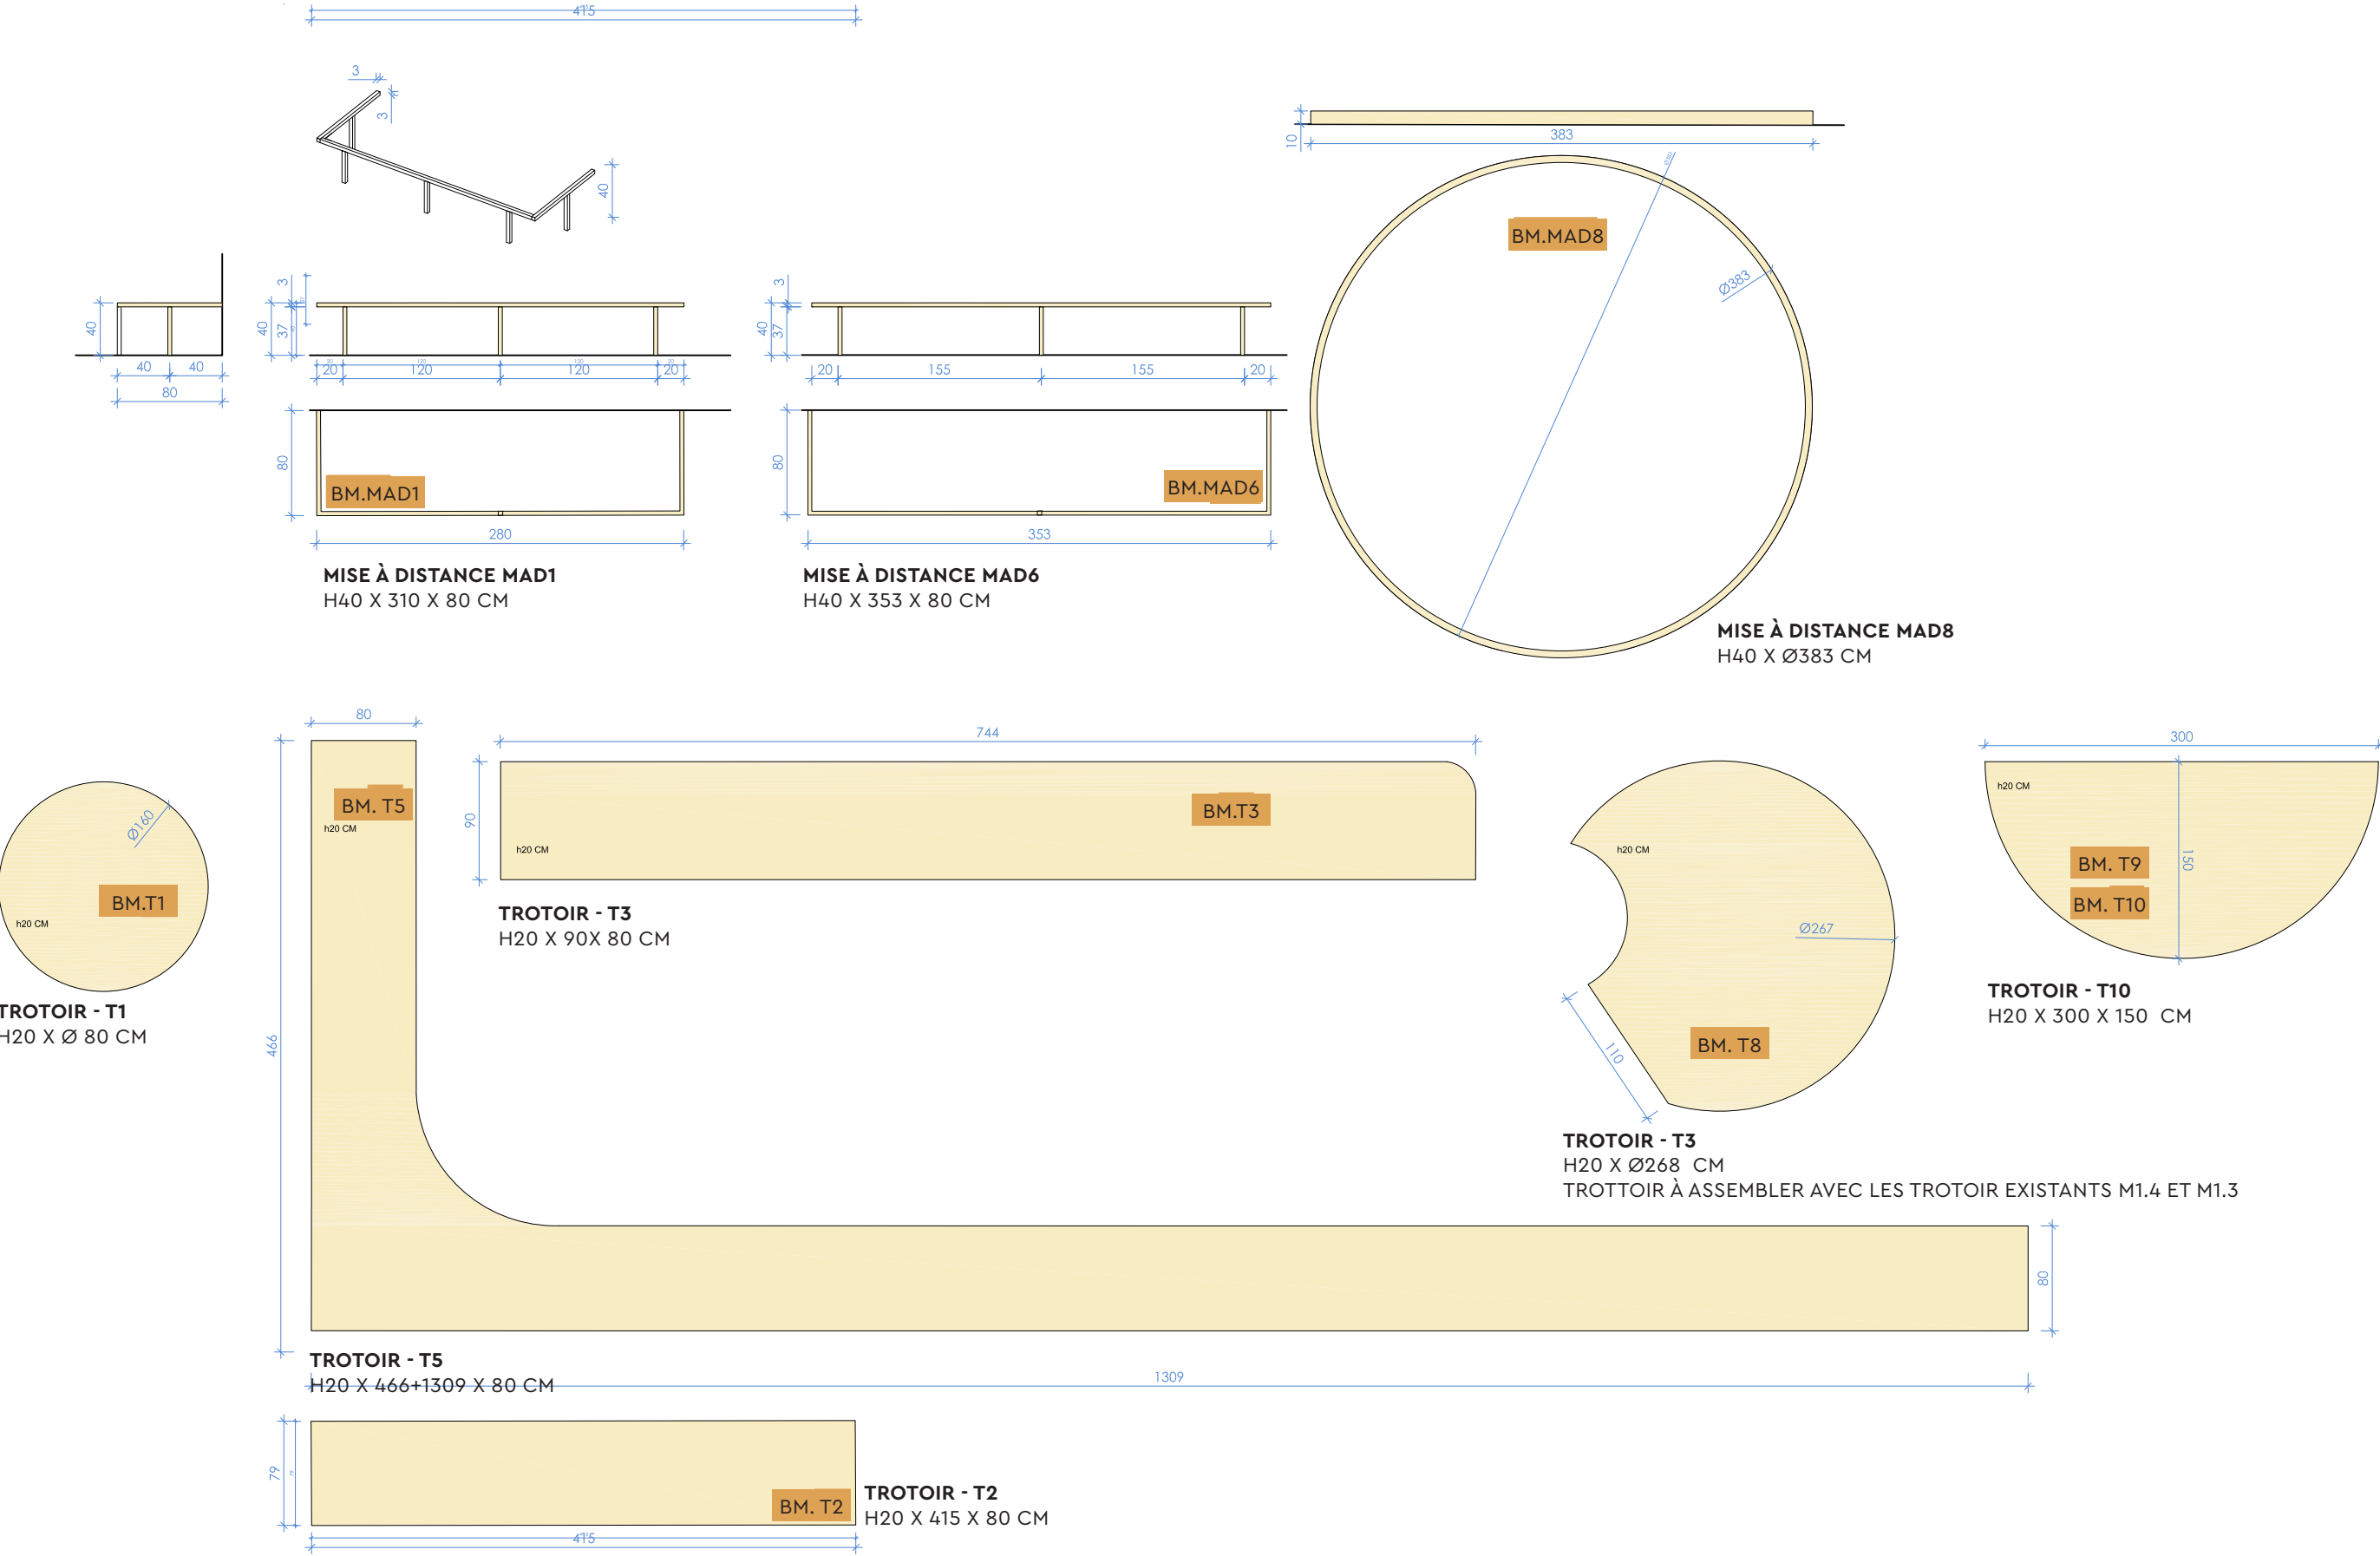 415
3
3
40
10
383
Ø383
BM.MAD8
Ø383
40
40
40
80
3
40
37
20
120
120
20
20
120
120
20
3
40
37
20
155
155
20
80
BM.MAD1
280
80
BM.MAD6
353
MISE À DISTANCE MAD1
H40 X 310 X 80 CM
MISE À DISTANCE MAD6
H40 X 353 X 80 CM
MISE À DISTANCE MAD8
H40 X Ø383 CM
Ø160
BM.T1
h20 CM
TROTOIR - T1
H20 X Ø 80 CM
80
466
BM. T5
h20 CM
744
90
BM.T3
h20 CM
TROTOIR - T3
H20 X 90X 80 CM
h20 CM
Ø267
110
BM. T8
TROTOIR - T3
H20 X Ø268 CM
TROTTOIR À ASSEMBLER AVEC LES TROTOIR EXISTANTS M1.4 ET M1.3
300
h20 CM
150
BM. T9
BM. T10
TROTOIR - T10
H20 X 300 X 150 CM
80
TROTOIR - T5
H20 X 466+1309 X 80 CM
1309
79
79
BM. T2
TROTOIR - T2
H20 X 415 X 80 CM
415